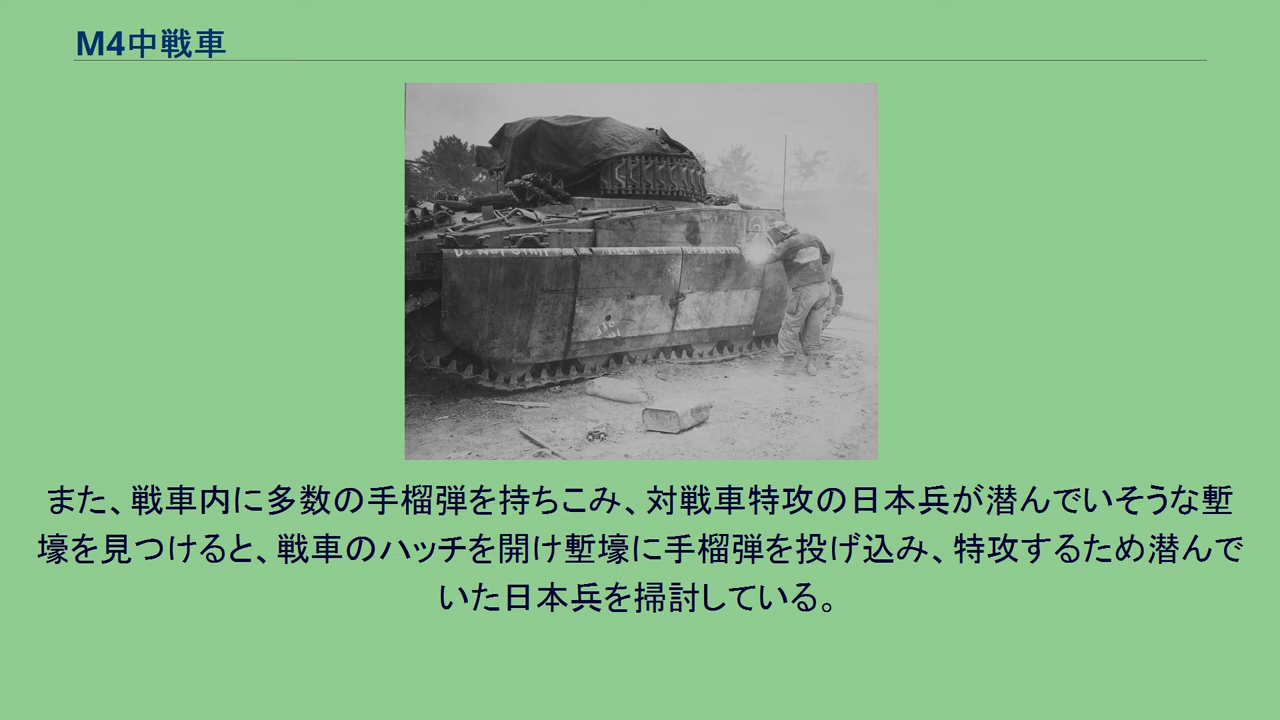 M4中戦車
Do Not
330
また、戦車内に多数の手榴弾を持ちこみ、対戦車特攻の日本兵が潜んでいそうな塹
壕を見つけると、戦車のハッチを開け塹壕に手榴弾を投げ込み、特攻するため潜んで
いた日本兵を掃討している。